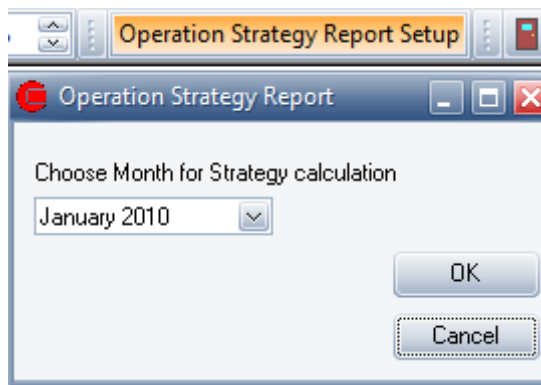 Operation Strategy Report Setup
Operation Strategy Report
Choose Month for Strategy calculation
January 2010
OK
Cancel